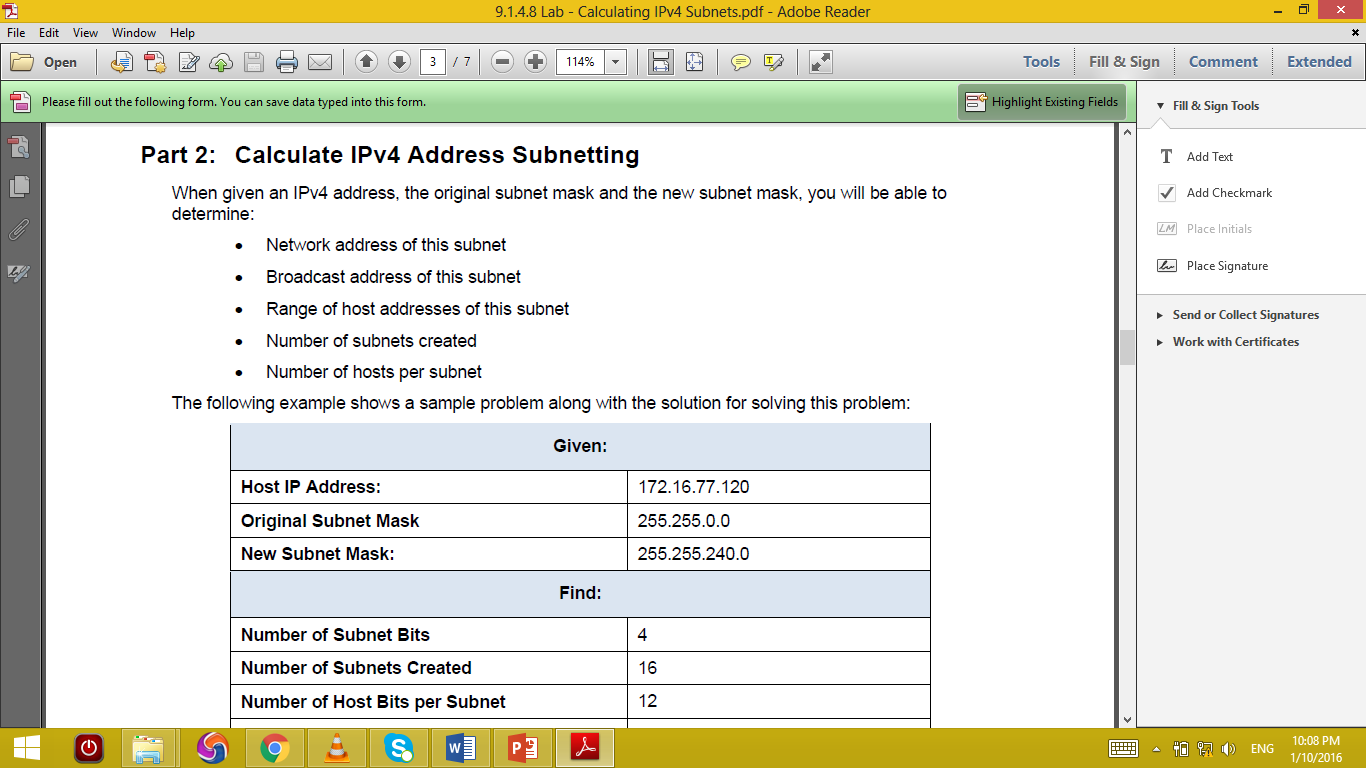 9.1.4.8 Lab - Calculating IPv4 Subnets.pdf - Adobe Reader
File Edit View Window Help
Open 3 / 7 114% Tools Fill & Sign Comment Extended
Please fill out the following form. You can save data typed into this form. Highlight Existing Fields
Part 2: Calculate IPv4 Address Subnetting
When given an IPv4 address, the original subnet mask and the new subnet mask, you will be able to
determine:
• Network address of this subnet
• Broadcast address of this subnet
• Range of host addresses of this subnet
• Number of subnets created
• Number of hosts per subnet
The following example shows a sample problem along with the solution for solving this problem:
Given:
Host IP Address: 172.16.77.120
Original Subnet Mask 255.255.0.0
New Subnet Mask: 255.255.240.0
Find:
Number of Subnet Bits 4
Number of Subnets Created 16
Number of Host Bits per Subnet 12
Fill & Sign Tools
T Add Text
Add Checkmark
LM Place Initials
Place Signature
Send or Collect Signatures
Work with Certificates
ENG
10:08 PM
1/10/2016